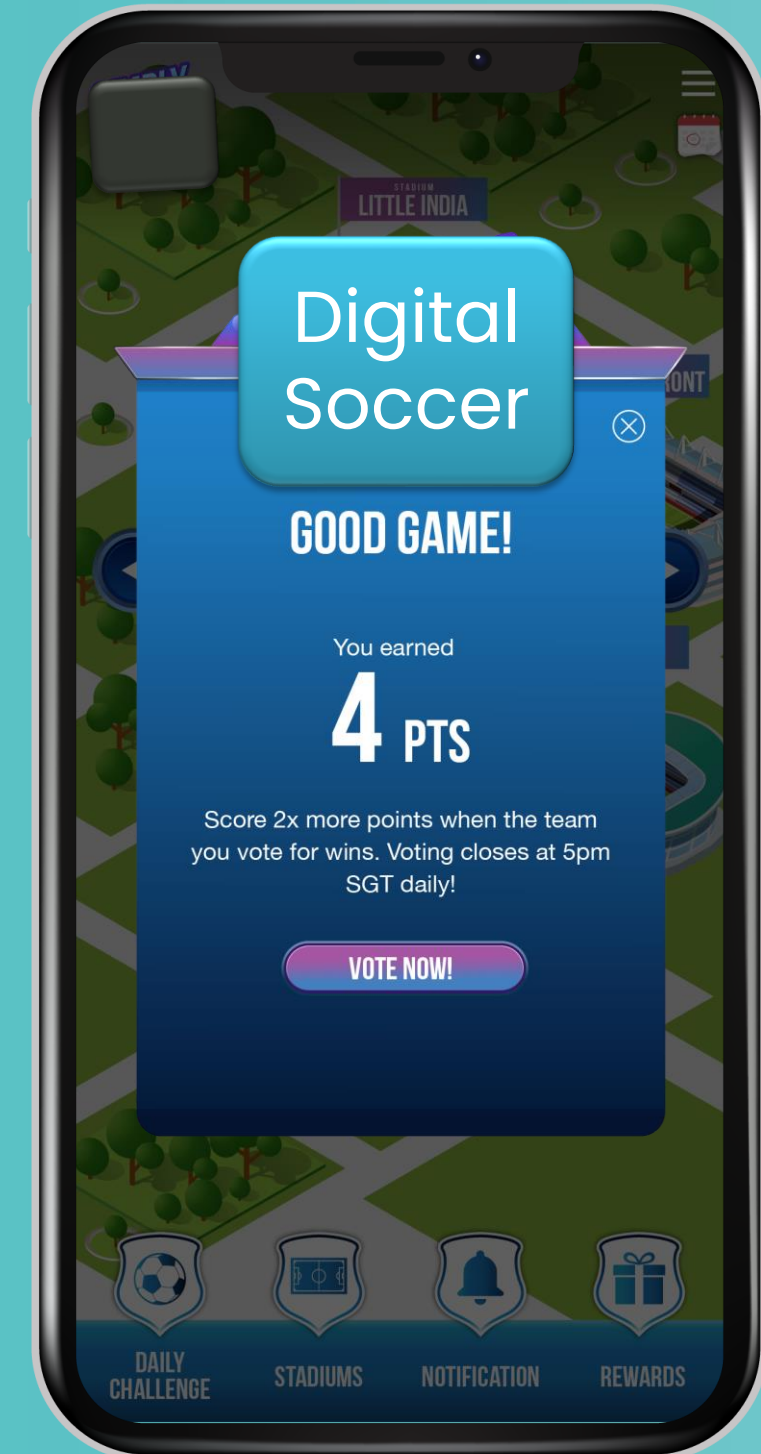 STADIUM
LITTLE INDIA
Digital
Soccer
GOOD GAME!
You earned
4 PTS
Score 2x more points when the team
you vote for wins. Voting closes at 5pm
SGT daily!
VOTE NOW!
DAILY
CHALLENGE
STADIUMS
NOTIFICATION
REWARDS